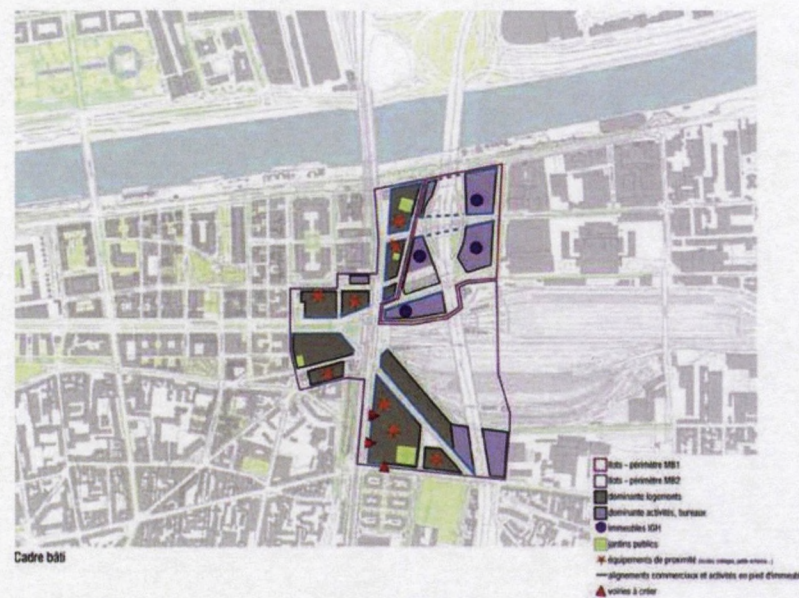 Cadre bâti
îlots - périmètre MB1
îlots - périmètre MB2
dominante logements
dominante activités, bureaux
immeubles IGH
jardins publics
équipements de proximité
alignements commerciaux et activités en pied d'immeuble
voiries à créer